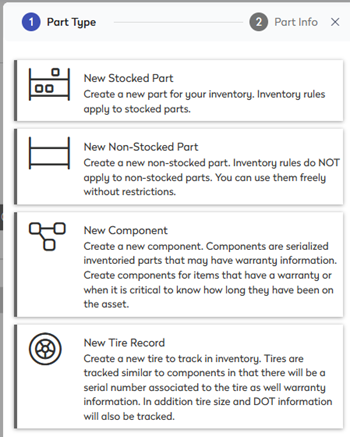 1 Part Type 2 Part Info ×
New Stocked Part
Create a new part for your inventory. Inventory rules
apply to stocked parts.
New Non-Stocked Part
Create a new non-stocked part. Inventory rules do NOT
apply to non-stocked parts. You can use them freely
without restrictions.
New Component
Create a new component. Components are serialized
inventoried parts that may have warranty information.
Create components for items that have a warranty or
when it is critical to know how long they have been on
the asset.
New Tire Record
Create a new tire to track in inventory. Tires are
tracked similar to components in that there will be a
serial number associated to the tire as well warranty
information. In addition tire size and DOT information
will also be tracked.